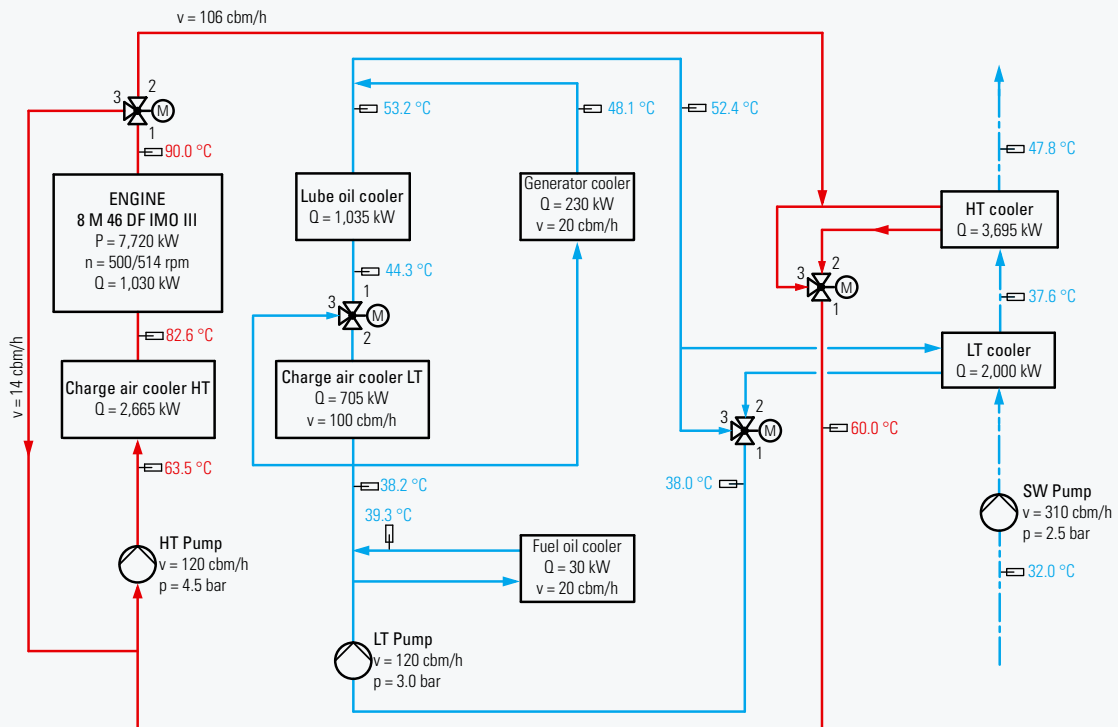 v = 106 cbm/h
2
3
M
1
90.0 °C
ENGINE
8 M 46 DF IMO III
P = 7,720 kW
n = 500/514 rpm
Q = 1,030 kW
82.6 °C
Charge air cooler HT
Q = 2,665 kW
v = 14 cbm/h
63.5 °C
HT Pump
v = 120 cbm/h
p = 4.5 bar
53.2 °C
Lube oil cooler
Q = 1,035 kW
44.3 °C
1
3
M
2
Charge air cooler LT
Q = 705 kW
v = 100 cbm/h
38.2 °C
39.3 °C
Fuel oil cooler
Q = 30 kW
v = 20 cbm/h
LT Pump
v = 120 cbm/h
p = 3.0 bar
48.1 °C
Generator cooler
Q = 230 kW
v = 20 cbm/h
52.4 °C
2
3
M
1
38.0 °C
2
3
M
1
60.0 °C
47.8 °C
HT cooler
Q = 3,695 kW
37.6 °C
LT cooler
Q = 2,000 kW
SW Pump
v = 310 cbm/h
p = 2.5 bar
32.0 °C